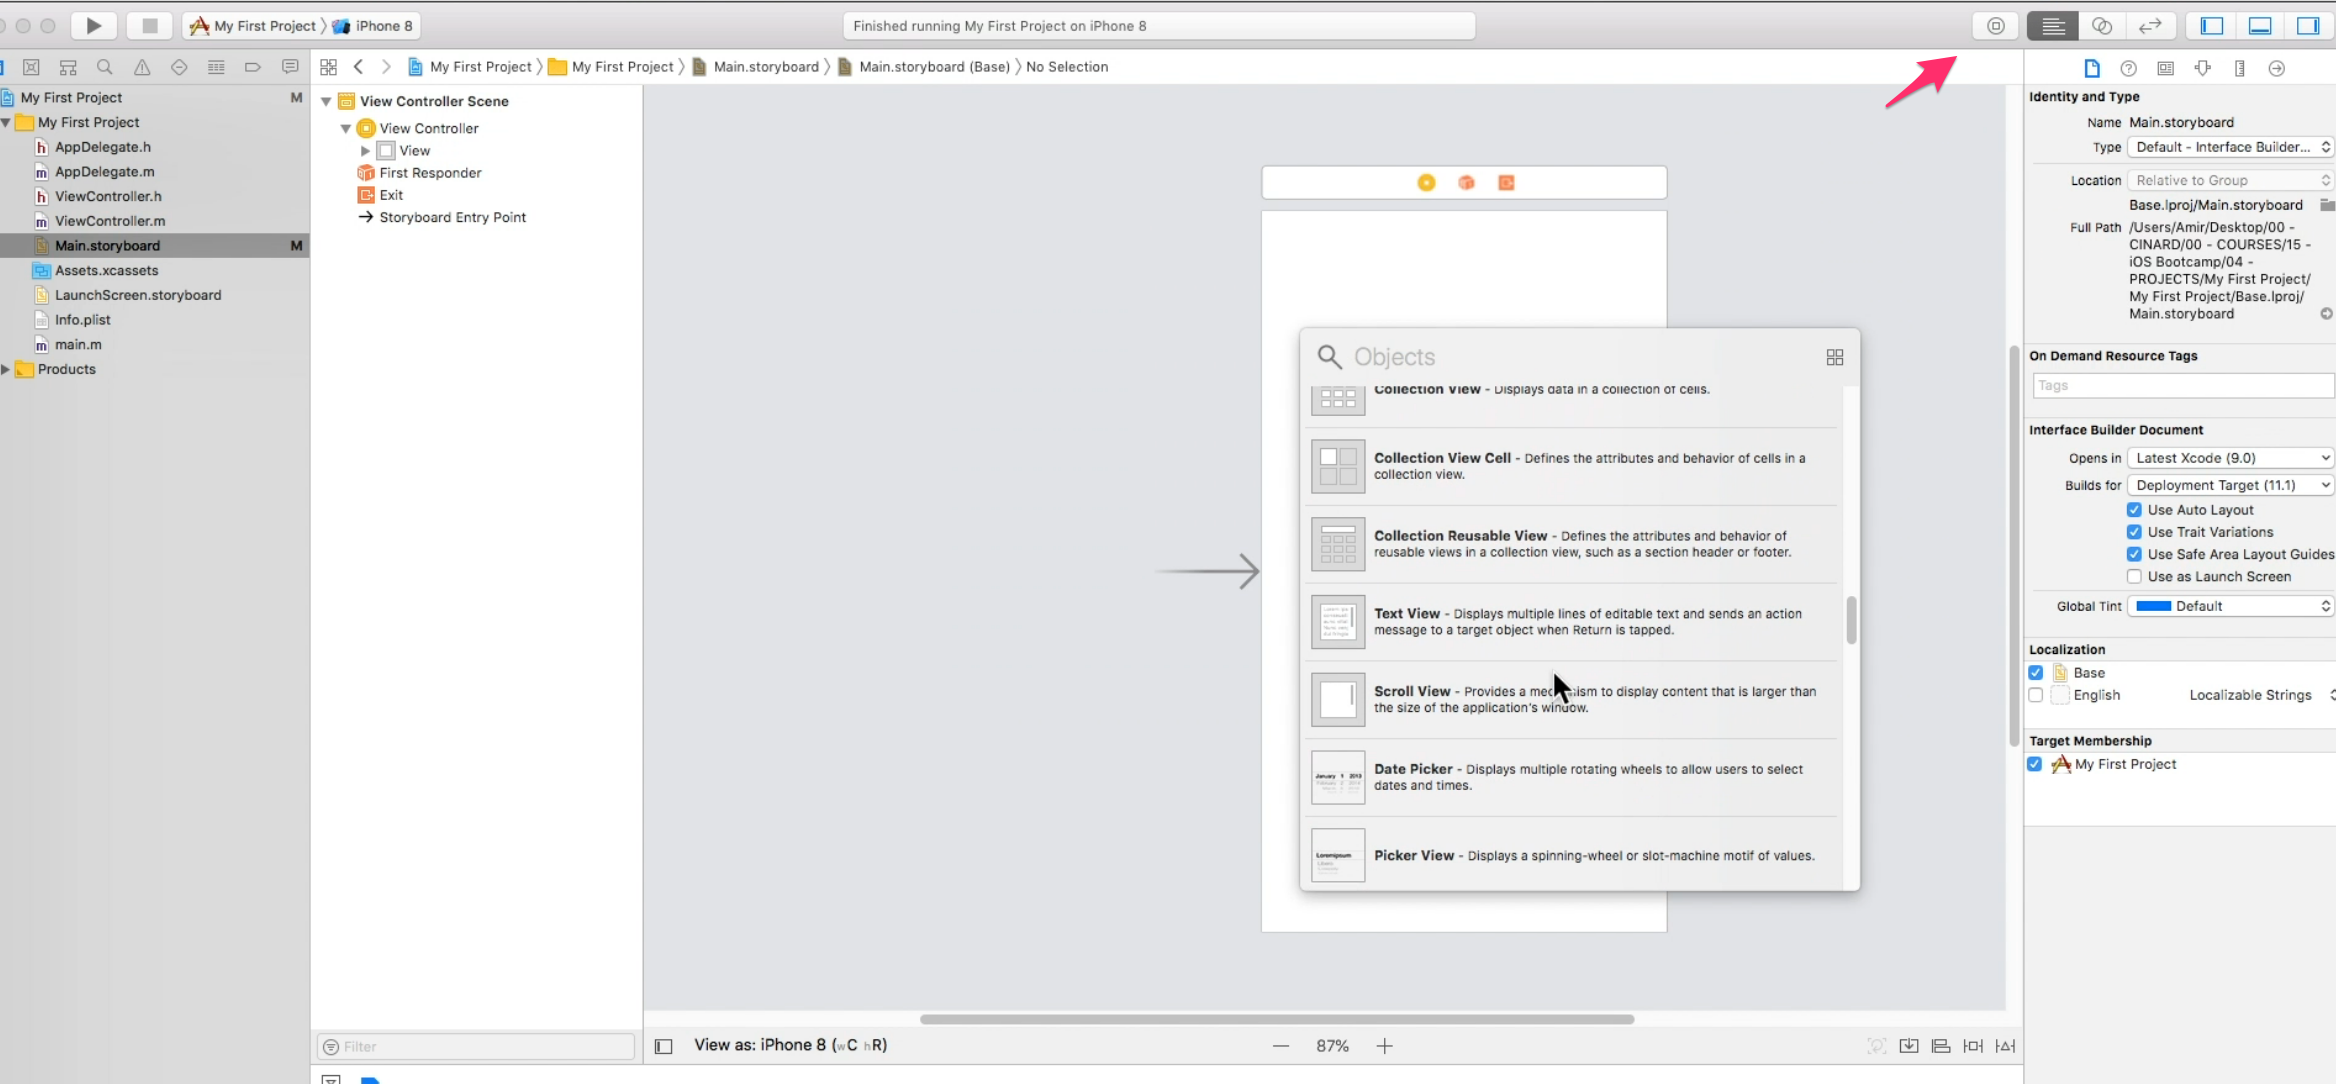 My First Project 〉 iPhone 8
Finished running My First Project on iPhone 8
My First Project 〉 My First Project 〉 Main.storyboard 〉 Main.storyboard (Base) 〉 No Selection
My First Project M
My First Project
AppDelegate.h
AppDelegate.m
ViewController.h
ViewController.m
Main.storyboard M
Assets.xcassets
LaunchScreen.storyboard
Info.plist
main.m
Products
View Controller Scene
View Controller
View
First Responder
Exit
Storyboard Entry Point
Filter
Objects
Collection View - Displays data in a collection of cells.
Collection View Cell - Defines the attributes and behavior of cells in a
collection view.
Collection Reusable View - Defines the attributes and behavior of
reusable views in a collection view, such as a section header or footer.
Text View - Displays multiple lines of editable text and sends an action
message to a target object when Return is tapped.
Scroll View - Provides a mechanism to display content that is larger than
the size of the application's window.
January 1 2013
Date Picker - Displays multiple rotating wheels to allow users to select
dates and times.
Loremipsum
Picker View - Displays a spinning-wheel or slot-machine motif of values.
View as: iPhone 8 (wC hR)
87%
Identity and Type
Name Main.storyboard
Type Default - Interface Builder...
Location Relative to Group
Base.lproj/Main.storyboard
Full Path /Users/Amir/Desktop/00 -
CINARD/00 - COURSES/15 -
iOS Bootcamp/04 -
PROJECTS/My First Project/
My First Project/Base.lproj/
Main.storyboard
On Demand Resource Tags
Tags
Interface Builder Document
Opens in Latest Xcode (9.0)
Builds for Deployment Target (11.1)
Use Auto Layout
Use Trait Variations
Use Safe Area Layout Guides
Use as Launch Screen
Global Tint Default
Localization
Base
English Localizable Strings
Target Membership
My First Project